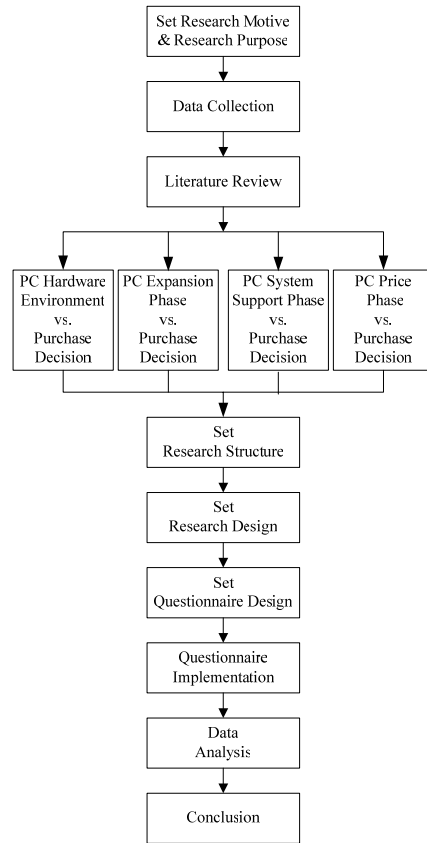 Set Research Motive
& Research Purpose
Data Collection
Literature Review
PC Hardware
Environment
vs.
Purchase
Decision
PC Expansion
Phase
vs.
Purchase
Decision
PC System
Support Phase
vs.
Purchase
Decision
PC Price
Phase
vs.
Purchase
Decision
Set
Research Structure
Set
Research Design
Set
Questionnaire Design
Questionnaire
Implementation
Data
Analysis
Conclusion